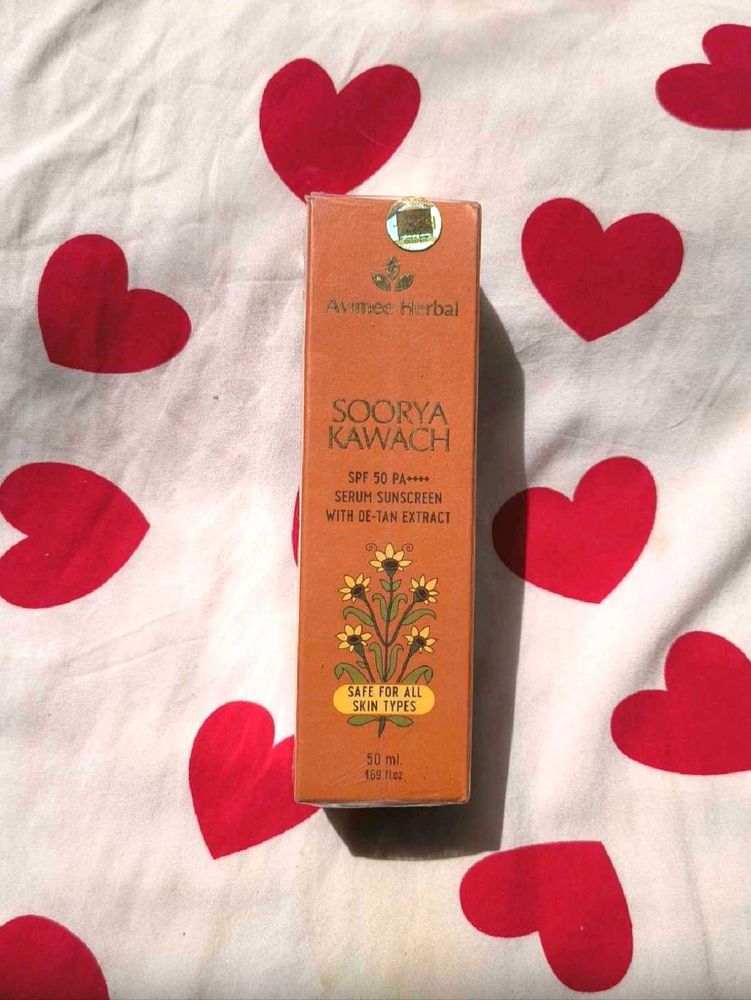 Avimee Herbal
SOORYA
KAWACH
SPF 50 PA++++
SERUM SUNSCREEN
WITH DE-TAN EXTRACT
SAFE FOR ALL
SKIN TYPES
50 ml.
1.69 fl.oz